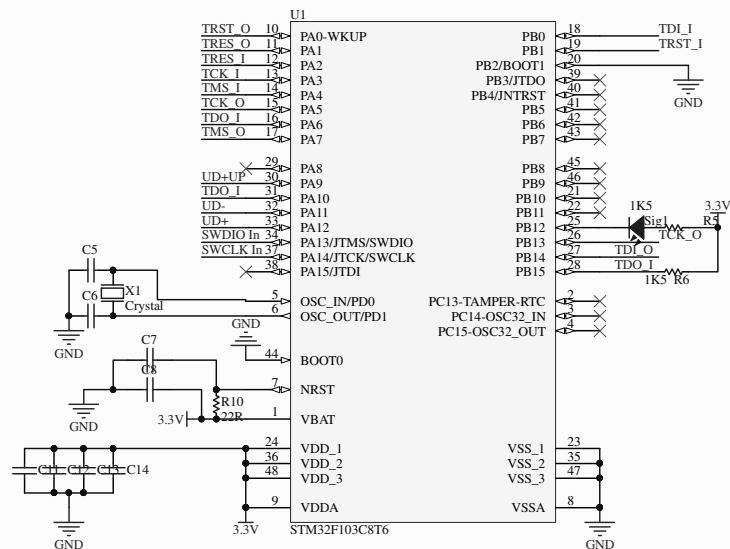 U1
TRST_O 10 PA0-WKUP PB0 18 TDI_I
TRES_O 11 PA1 PB1 19 TRST_I
TRES_I 12 PA2 PB2/BOOT1 20
TCK_I 13 PA3 PB3/JTDO 39
TMS_I 14 PA4 PB4/JNTRST 40
TCK_O 15 PA5 PB5 41
TDO_I 16 PA6 PB6 42
TMS_O 17 PA7 PB7 43
GND
29 PA8 PB8 45
UD+UP 30 PA9 PB9 46
TDO_I 31 PA10 PB10 21
UD- 32 PA11 PB11 22
UD+ 33 PA12 PB12 25
SWDIO In 34 PA13/JTMS/SWDIO PB13 26
SWCLK In 37 PA14/JTCK/SWCLK PB14 27
38 PA15/JTDI PB15 28
1K5 3.3V
Sig1 R5
TCK_O
TDI_O
TDO_I
1K5 R6
C5
C6 X1
Crystal
GND
5 OSC_IN/PD0 PC13-TAMPER-RTC 2
6 OSC_OUT/PD1 PC14-OSC32_IN 3
PC15-OSC32_OUT 4
GND
44 BOOT0
C7
C8
7 NRST
GND
R10
22R
3.3V 1 VBAT
24 VDD_1 VSS_1 23
36 VDD_2 VSS_2 35
48 VDD_3 VSS_3 47
9 VDDA VSSA 8
C11 C12 C13 C14
GND
3.3V
STM32F103C8T6
GND